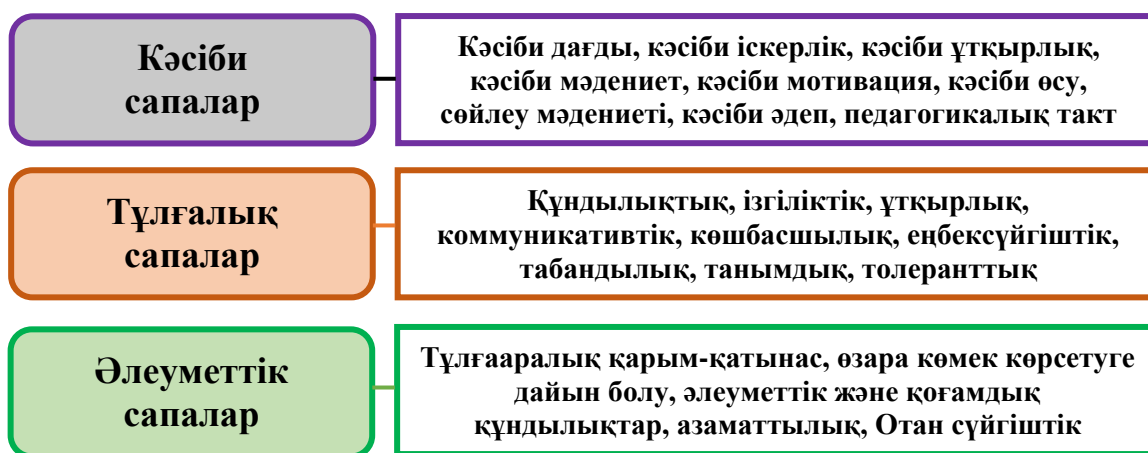 Кәсіби
сапалар
Кәсіби дағды, кәсіби іскерлік, кәсіби ұтқырлық,
кәсіби мәдениет, кәсіби мотивация, кәсіби өсу,
сөйлеу мәдениеті, кәсіби әдеп, педагогикалық такт
Тұлғалық
сапалар
Құндылықтық, ізгіліктік, ұтқырлық,
коммуникативтік, көшбасшылық, еңбексүйгіштік,
табандылық, танымдық, толеранттық
Әлеуметтік
сапалар
Тұлғааралық қарым-қатынас, өзара көмек көрсетуге
дайын болу, әлеуметтік және қоғамдық
құндылықтар, азаматтылық, Отан сүйгіштік